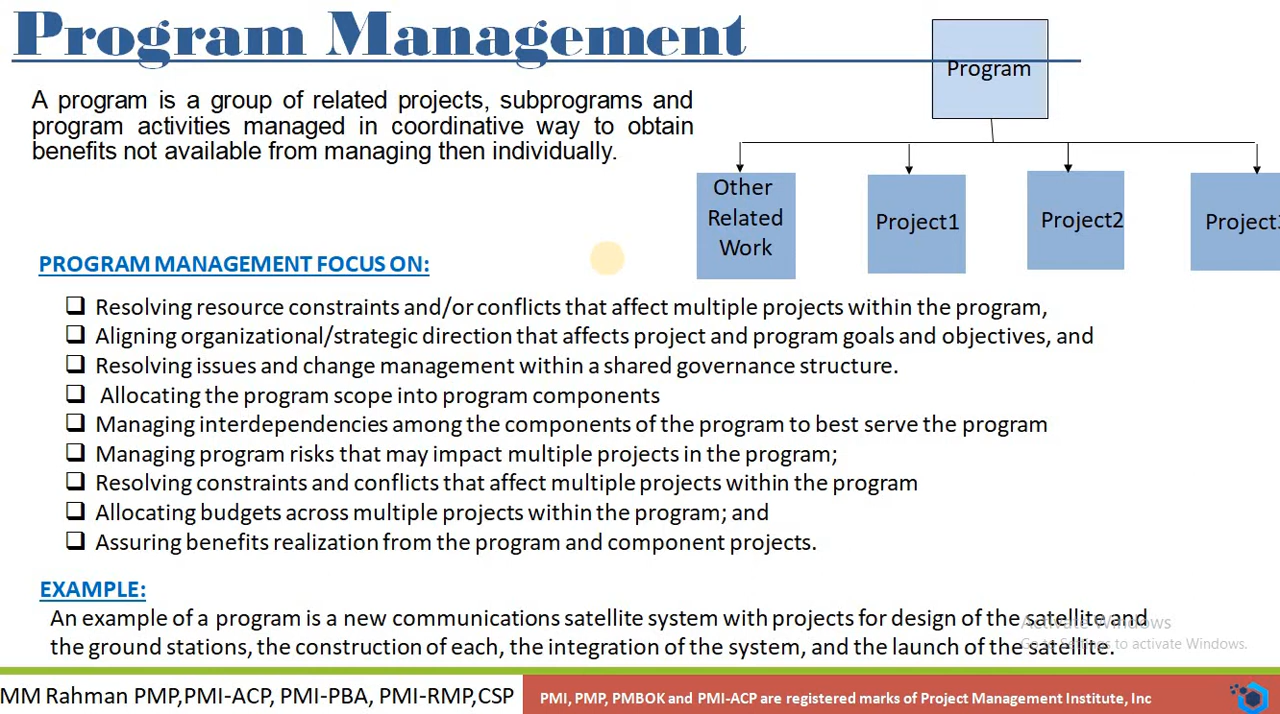 Program Management
Program
A program is a group of related projects, subprograms and
program activities managed in coordinative way to obtain
benefits not available from managing then individually.
Other
Related
Work
Project1
Project2
Project3
PROGRAM MANAGEMENT FOCUS ON:
Resolving resource constraints and/or conflicts that affect multiple projects within the program,
Aligning organizational/strategic direction that affects project and program goals and objectives, and
Resolving issues and change management within a shared governance structure.
Allocating the program scope into program components
Managing interdependencies among the components of the program to best serve the program
Managing program risks that may impact multiple projects in the program;
Resolving constraints and conflicts that affect multiple projects within the program
Allocating budgets across multiple projects within the program; and
Assuring benefits realization from the program and component projects.
EXAMPLE:
An example of a program is a new communications satellite system with projects for design of the satellite and
the ground stations, the construction of each, the integration of the system, and the launch of the satellite.
Activate Windows
Go to Settings to activate Windows.
MM Rahman PMP,PMI-ACP, PMI-PBA, PMI-RMP,CSP
PMI, PMP, PMBOK and PMI-ACP are registered marks of Project Management Institute, Inc